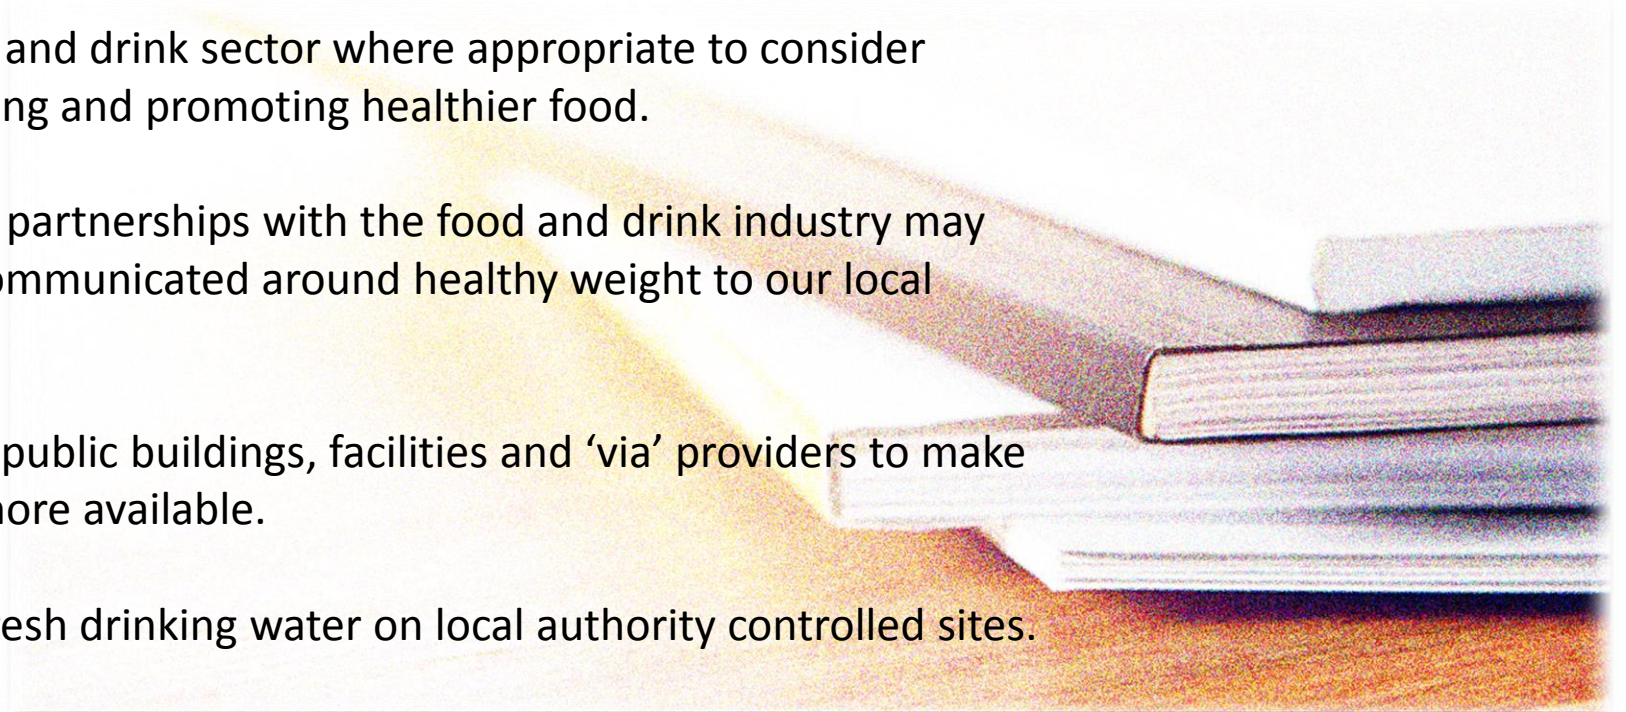 and drink sector where appropriate to consider
ng and promoting healthier food.
partnerships with the food and drink industry may
ommunicated around healthy weight to our local
public buildings, facilities and ‘via’ providers to make
ore available.
esh drinking water on local authority controlled sites.